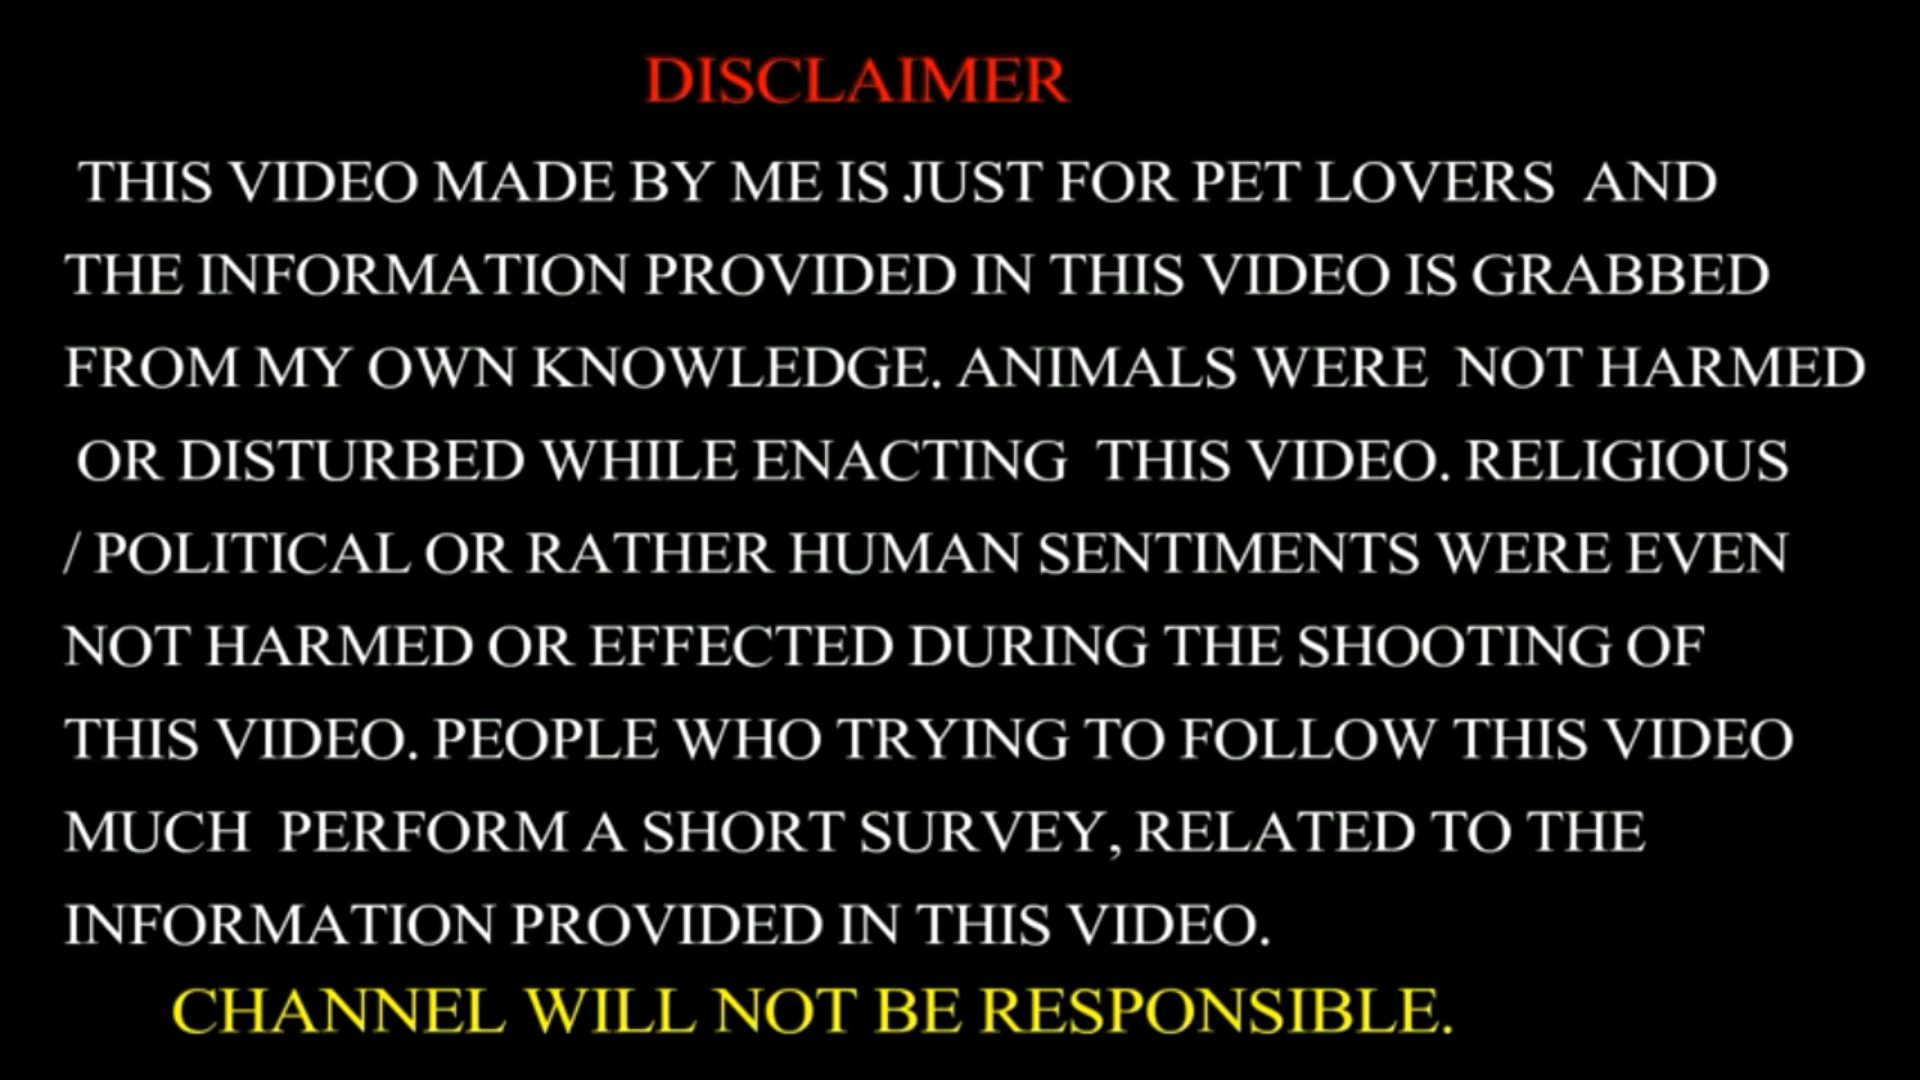 DISCLAIMER
THIS VIDEO MADE BY ME IS JUST FOR PET LOVERS AND
THE INFORMATION PROVIDED IN THIS VIDEO IS GRABBED
FROM MY OWN KNOWLEDGE. ANIMALS WERE NOT HARMED
OR DISTURBED WHILE ENACTING THIS VIDEO. RELIGIOUS
/ POLITICAL OR RATHER HUMAN SENTIMENTS WERE EVEN
NOT HARMED OR EFFECTED DURING THE SHOOTING OF
THIS VIDEO. PEOPLE WHO TRYING TO FOLLOW THIS VIDEO
MUCH PERFORM A SHORT SURVEY, RELATED TO THE
INFORMATION PROVIDED IN THIS VIDEO.
CHANNEL WILL NOT BE RESPONSIBLE.